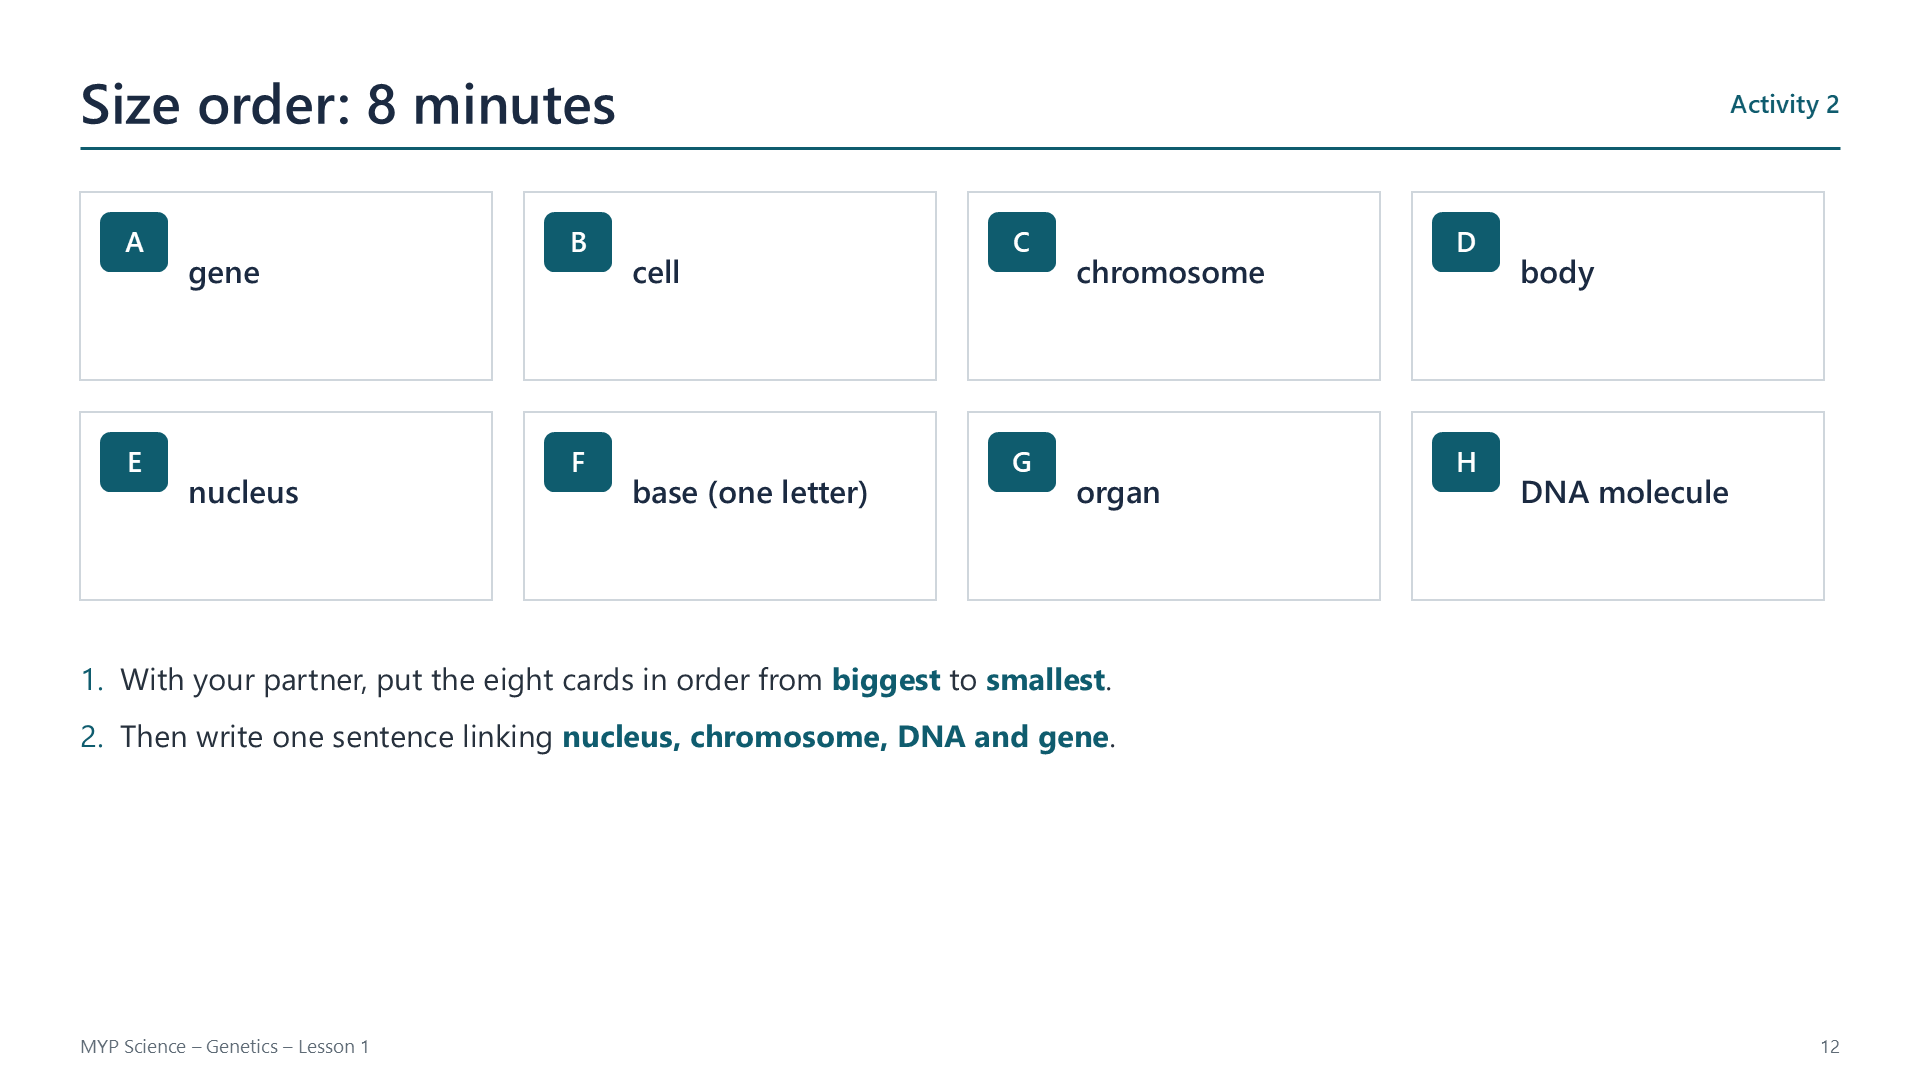 Size order: 8 minutes
Activity 2
A
gene
B
cell
C
chromosome
D
body
E
nucleus
F
base (one letter)
G
organ
H
DNA molecule
1. With your partner, put the eight cards in order from biggest to smallest.
2. Then write one sentence linking nucleus, chromosome, DNA and gene.
MYP Science – Genetics – Lesson 1
12